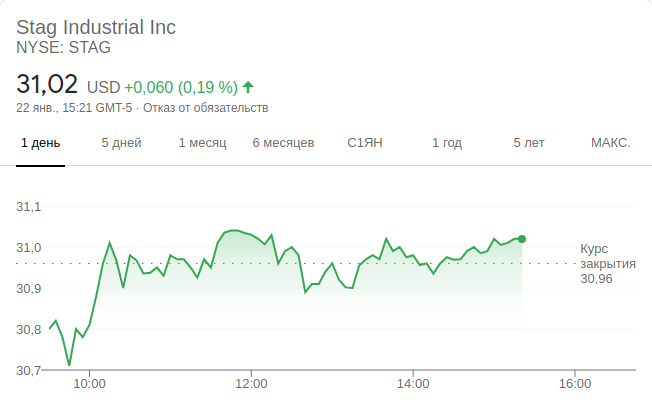 Stag Industrial Inc
NYSE: STAG
31,02 USD +0,060 (0,19 %)
22 янв., 15:21 GMT-5 · Отказ от обязательств
1 день 5 дней 1 месяц 6 месяцев С1ЯН 1 год 5 лет МАКС.
31,1
31,0
30,9
30,8
30,7
Курс
закрытия
30,96
10:00 12:00 14:00 16:00